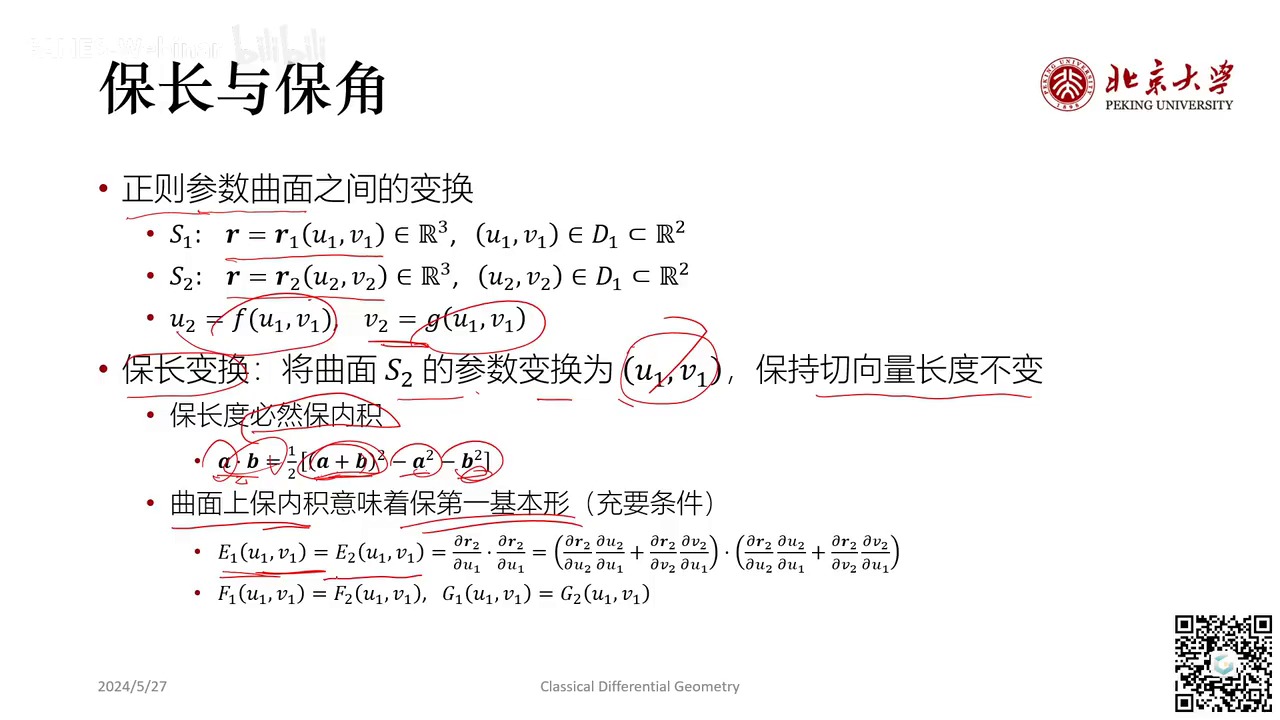 bilibili
保长与保角
北京大学
PEKING UNIVERSITY
• 正则参数曲面之间的变换
• S₁: r = r₁(u₁, v₁) ∈ ℝ³, (u₁, v₁) ∈ D₁ ⊂ ℝ²
• S₂: r = r₂(u₂, v₂) ∈ ℝ³, (u₂, v₂) ∈ D₁ ⊂ ℝ²
• u₂ = f(u₁, v₁), v₂ = g(u₁, v₁)
• 保长变换：将曲面 S₂ 的参数变换为 (u₁, v₁)，保持切向量长度不变
• 保长度必然保内积
• a · b = 1/2 [(a + b)² − a² − b²]
• 曲面上保内积意味着保第一基本形（充要条件）
• E₁(u₁, v₁) = E₂(u₁, v₁) = ∂r₂/∂u₁ · ∂r₂/∂u₁ = (∂r₂/∂u₂ ∂u₂/∂u₁ + ∂r₂/∂v₂ ∂v₂/∂u₁) · (∂r₂/∂u₂ ∂u₂/∂u₁ + ∂r₂/∂v₂ ∂v₂/∂u₁)
• F₁(u₁, v₁) = F₂(u₁, v₁), G₁(u₁, v₁) = G₂(u₁, v₁)
2024/5/27
Classical Differential Geometry